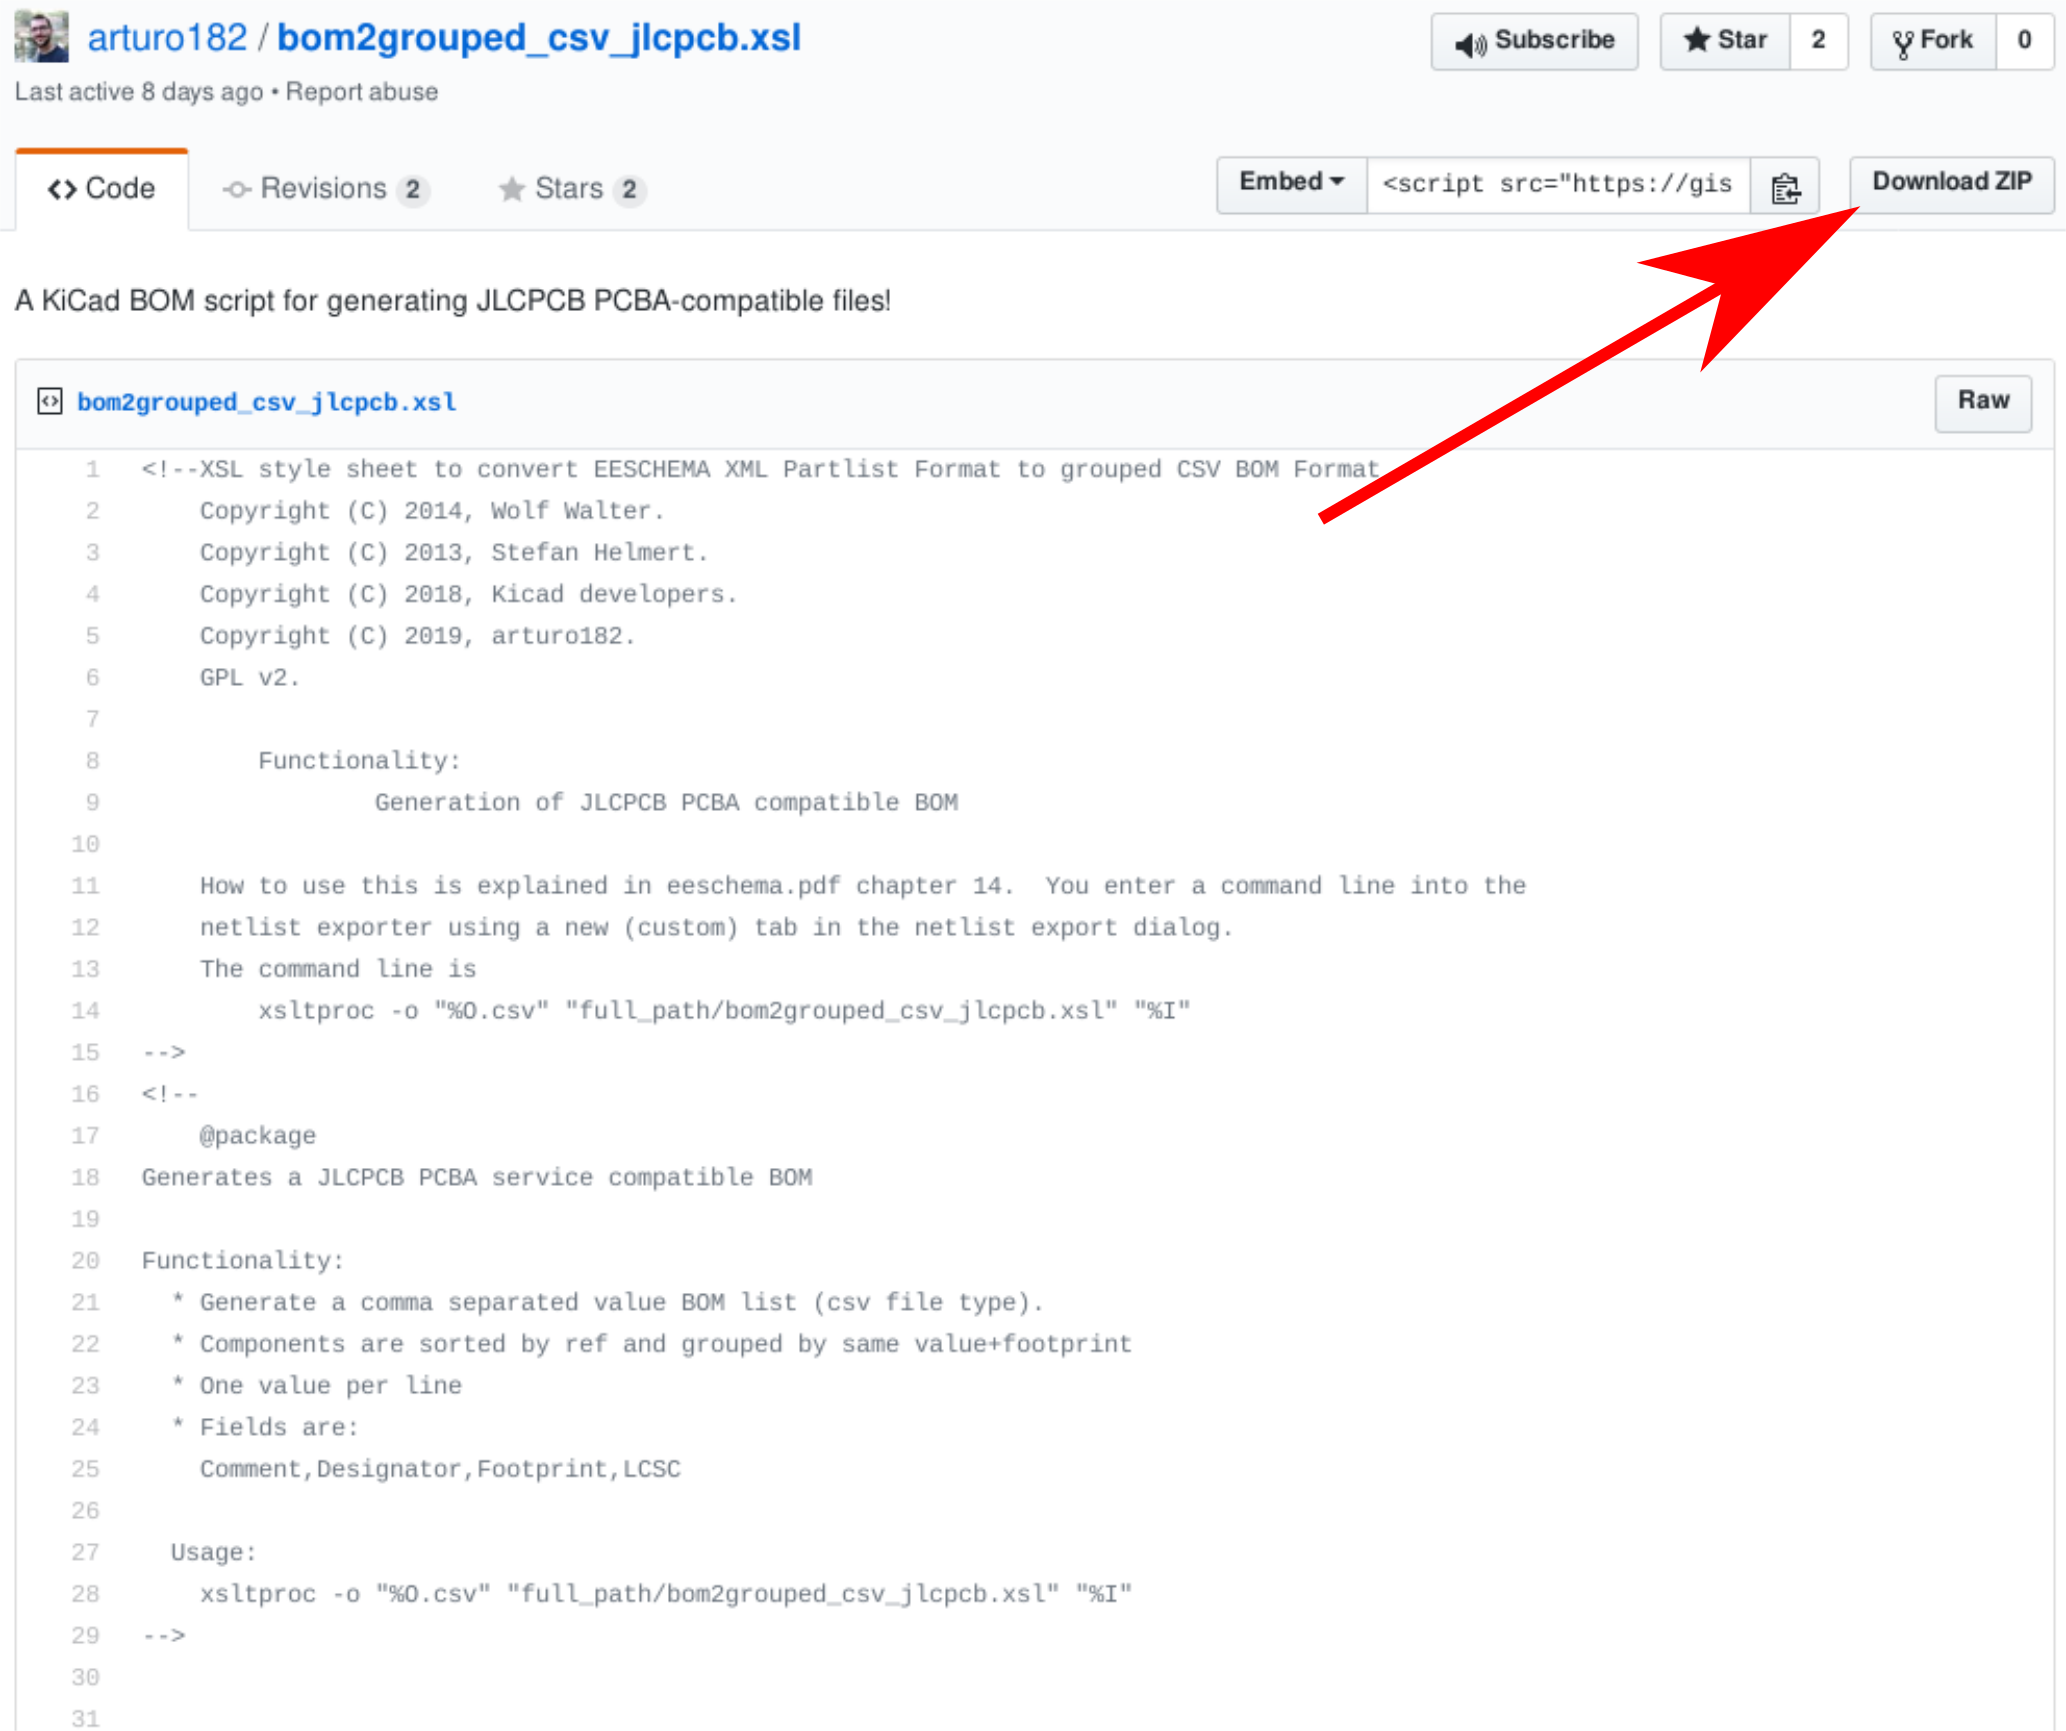 arturo182 / bom2grouped_csv_jlcpcb.xsl
Subscribe
Star 2
Fork 0
Last active 8 days ago • Report abuse
Code
Revisions 2
Stars 2
Embed
<script src="https://gis
Download ZIP
A KiCad BOM script for generating JLCPCB PCBA-compatible files!
bom2grouped_csv_jlcpcb.xsl
Raw
1 <!--XSL style sheet to convert EESCHEMA XML Partlist Format to grouped CSV BOM Format
2 Copyright (C) 2014, Wolf Walter.
3 Copyright (C) 2013, Stefan Helmert.
4 Copyright (C) 2018, Kicad developers.
5 Copyright (C) 2019, arturo182.
6 GPL v2.
7
8 Functionality:
9 Generation of JLCPCB PCBA compatible BOM
10
11 How to use this is explained in eeschema.pdf chapter 14.  You enter a command line into the
12 netlist exporter using a new (custom) tab in the netlist export dialog.
13 The command line is
14 xsltproc -o "%O.csv" "full_path/bom2grouped_csv_jlcpcb.xsl" "%I"
15 -->
16 <!--
17 @package
18 Generates a JLCPCB PCBA service compatible BOM
19
20 Functionality:
21 * Generate a comma separated value BOM list (csv file type).
22 * Components are sorted by ref and grouped by same value+footprint
23 * One value per line
24 * Fields are:
25 Comment,Designator,Footprint,LCSC
26
27 Usage:
28 xsltproc -o "%O.csv" "full_path/bom2grouped_csv_jlcpcb.xsl" "%I"
29 -->
30
31